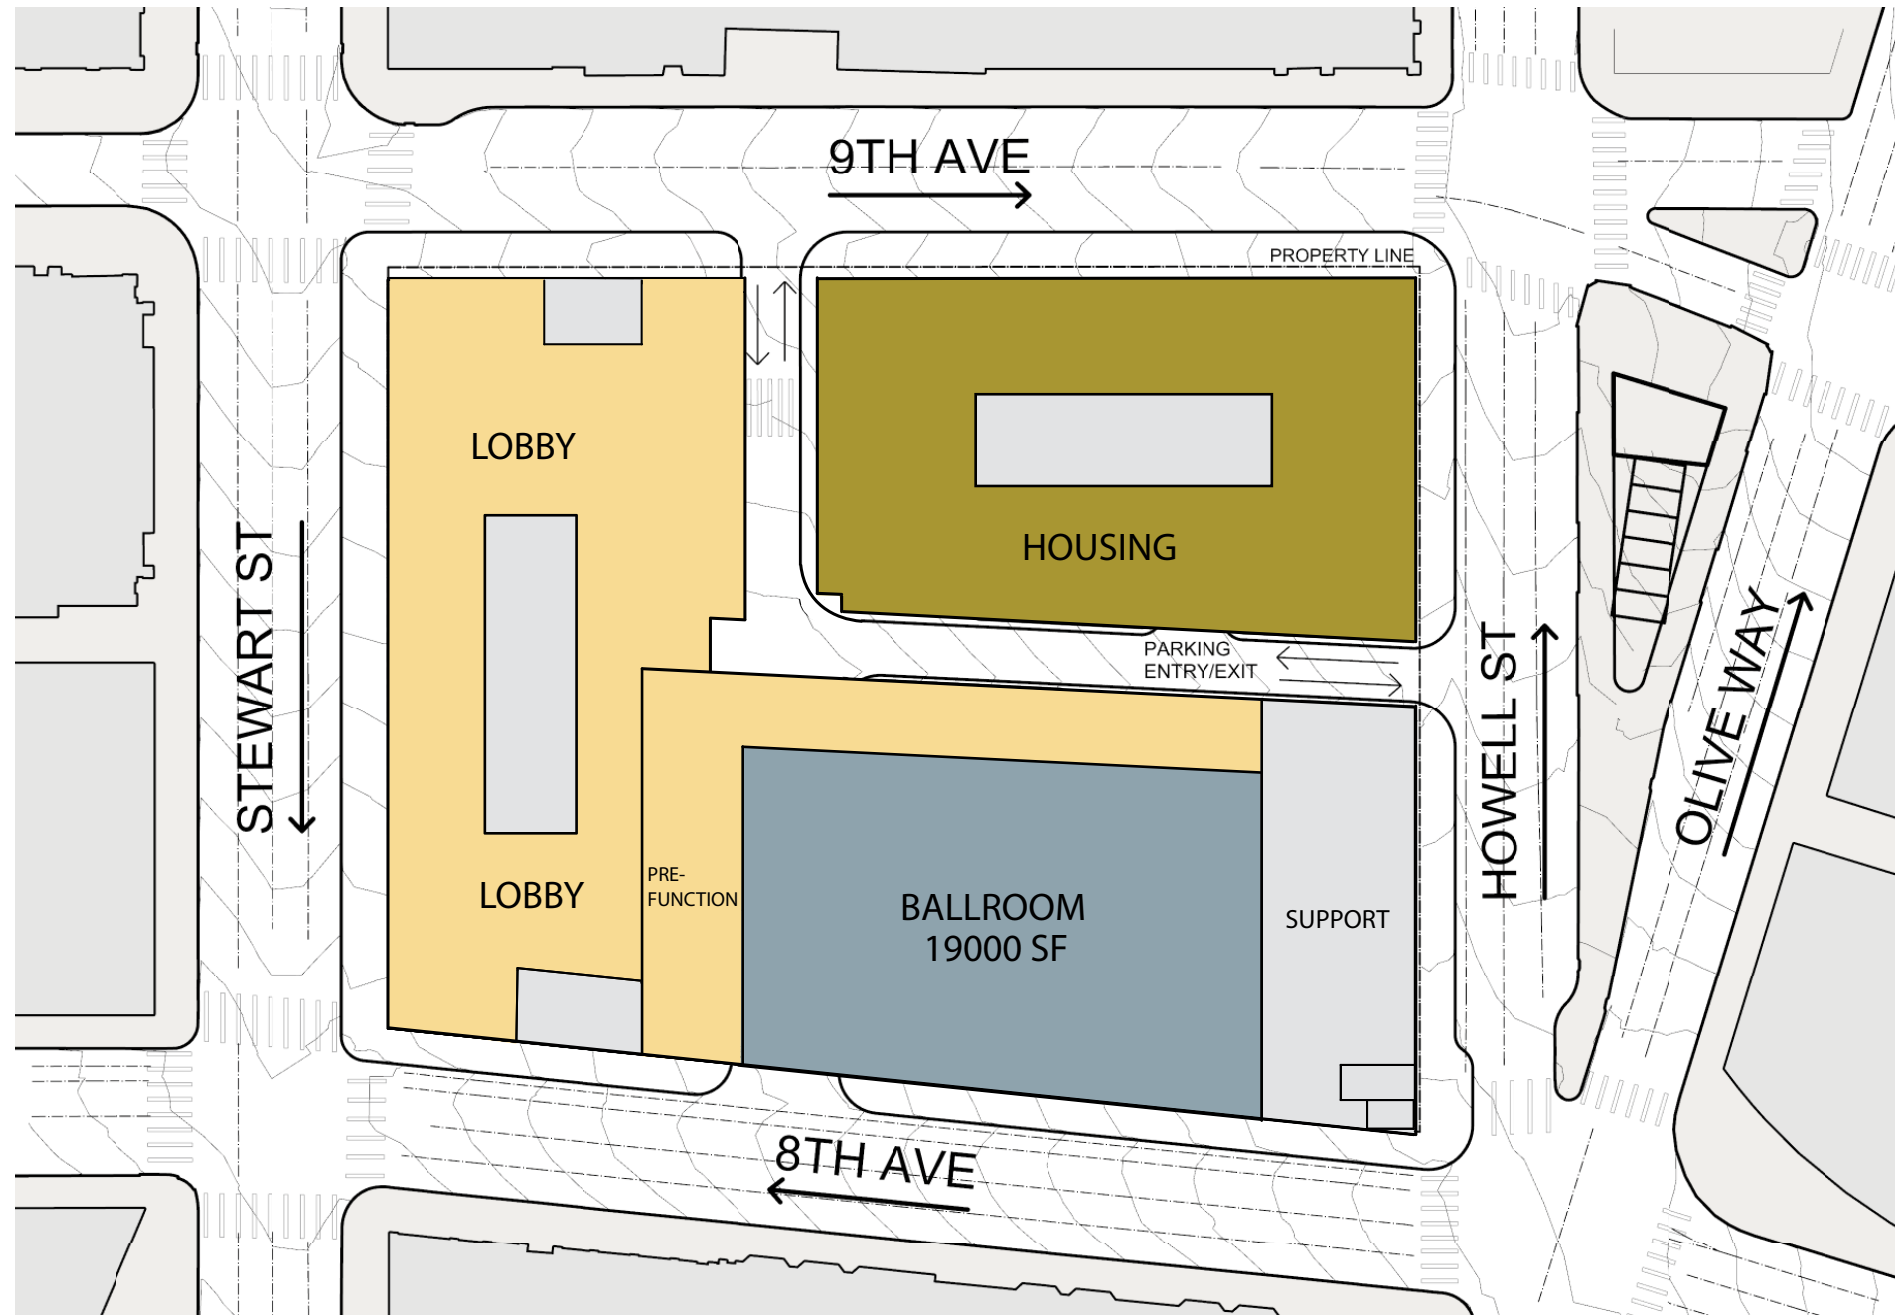 9TH AVE
PROPERTY LINE
LOBBY
HOUSING
STEWART ST
PARKING
ENTRY/EXIT
HOWELL ST
OLIVE WAY
LOBBY
PRE-
FUNCTION
BALLROOM
19000 SF
SUPPORT
8TH AVE